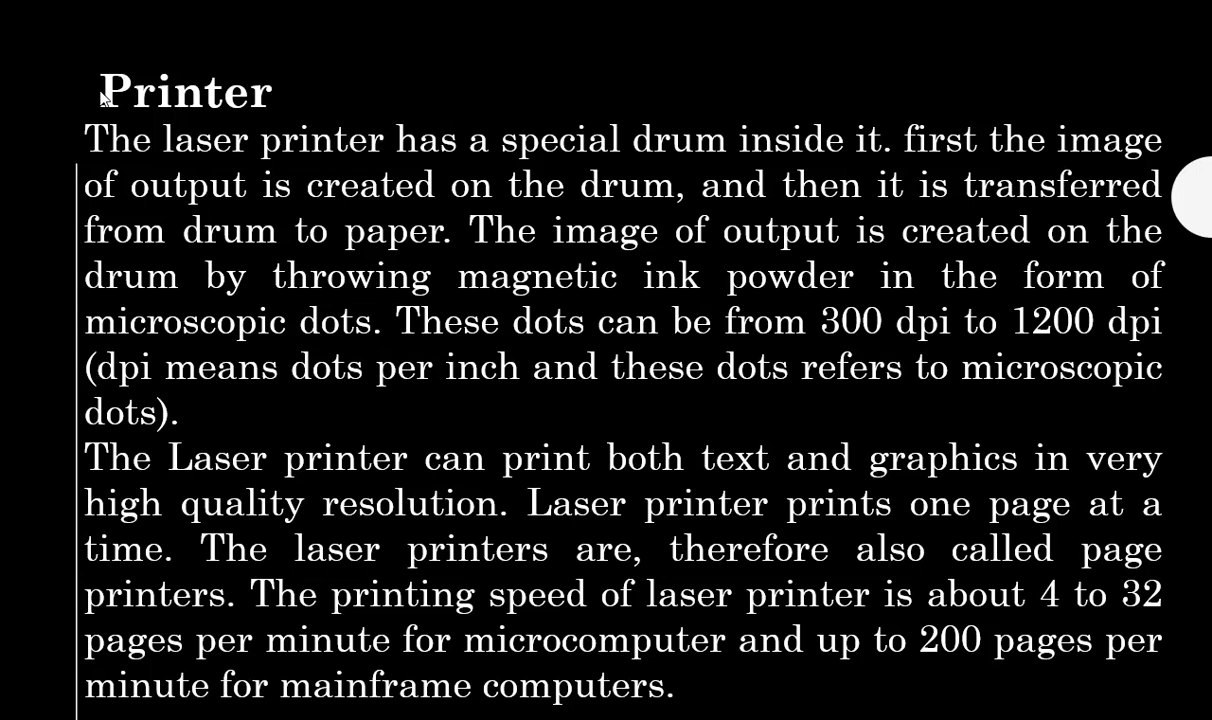 Printer
The laser printer has a special drum inside it. first the image
of output is created on the drum, and then it is transferred
from drum to paper. The image of output is created on the
drum by throwing magnetic ink powder in the form of
microscopic dots. These dots can be from 300 dpi to 1200 dpi
(dpi means dots per inch and these dots refers to microscopic
dots).
The Laser printer can print both text and graphics in very
high quality resolution. Laser printer prints one page at a
time. The laser printers are, therefore also called page
printers. The printing speed of laser printer is about 4 to 32
pages per minute for microcomputer and up to 200 pages per
minute for mainframe computers.